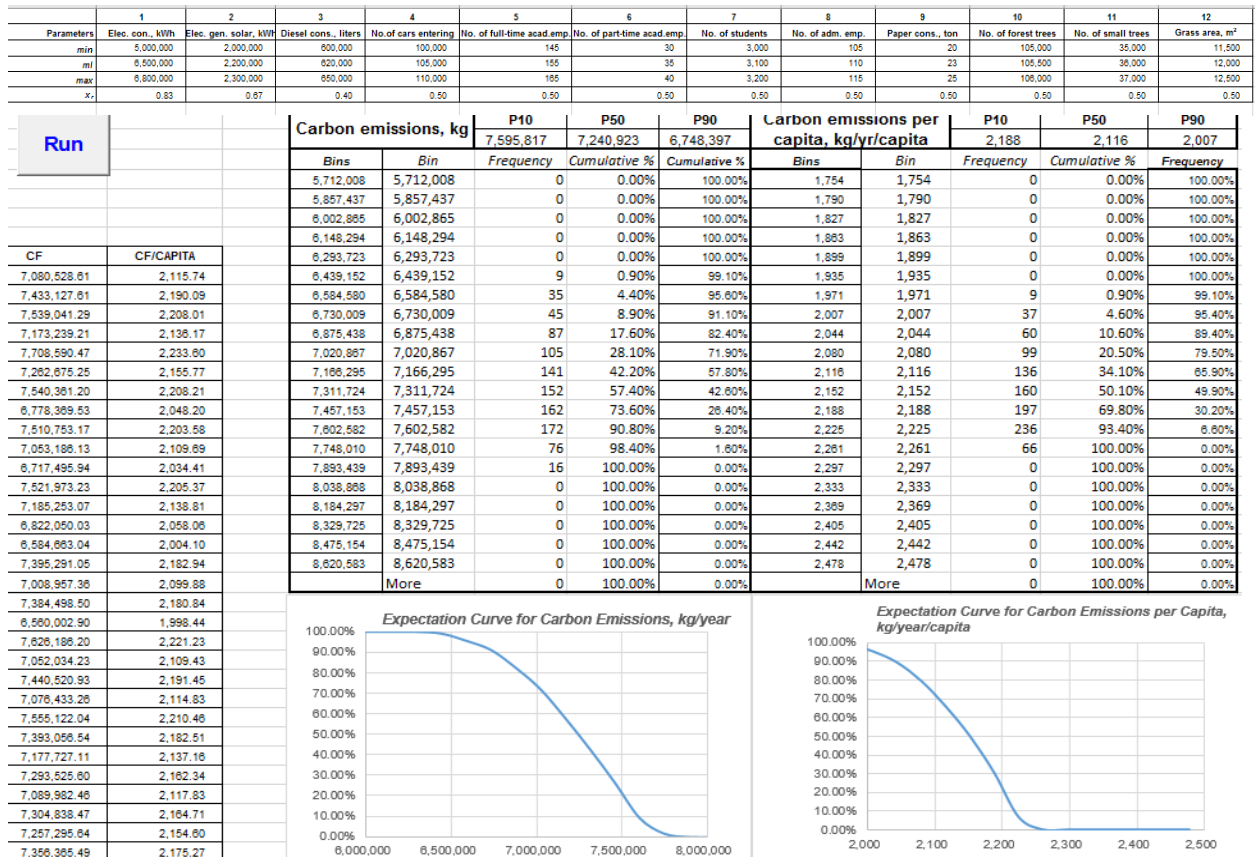 1 2 3 4 5 6 7 8 9 10 11 12
Parameters Elec. con., kWh Elec. gen. solar, kWh Diesel cons., liters No.of cars entering No. of full-time acad.emp. No. of part-time acad.emp. No. of students No. of adm. emp. Paper cons., ton No. of forest trees No. of small trees Grass area, m²
min 5,000,000 2,000,000 600,000 100,000 145 30 3,000 105 20 105,000 35,000 11,500
ml 6,500,000 2,200,000 620,000 105,000 155 35 3,100 110 23 105,500 36,000 12,000
max 6,800,000 2,300,000 650,000 110,000 165 40 3,200 115 25 106,000 37,000 12,500
xᵣ 0.83 0.67 0.40 0.50 0.50 0.50 0.50 0.50 0.50 0.50 0.50 0.50
Run
Carbon emissions, kg P10 P50 P90 Carbon emissions per capita, kg/yr/capita P10 P50 P90
7,595,817 7,240,923 6,748,397 2,188 2,116 2,007
Bins Bin Frequency Cumulative % Cumulative % Bins Bin Frequency Cumulative % Frequency
5,712,008 5,712,008 0 0.00% 100.00% 1,754 1,754 0 0.00% 100.00%
5,857,437 5,857,437 0 0.00% 100.00% 1,790 1,790 0 0.00% 100.00%
6,002,865 6,002,865 0 0.00% 100.00% 1,827 1,827 0 0.00% 100.00%
6,148,294 6,148,294 0 0.00% 100.00% 1,863 1,863 0 0.00% 100.00%
CF CF/CAPITA 6,293,723 6,293,723 0 0.00% 100.00% 1,899 1,899 0 0.00% 100.00%
7,080,528.61 2,115.74 6,439,152 6,439,152 9 0.90% 99.10% 1,935 1,935 0 0.00% 100.00%
7,433,127.61 2,190.09 6,584,580 6,584,580 35 4.40% 95.60% 1,971 1,971 9 0.90% 99.10%
7,539,041.29 2,208.01 6,730,009 6,730,009 45 8.90% 91.10% 2,007 2,007 37 4.60% 95.40%
7,173,239.21 2,136.17 6,875,438 6,875,438 87 17.60% 82.40% 2,044 2,044 60 10.60% 89.40%
7,708,590.47 2,233.60 7,020,867 7,020,867 105 28.10% 71.90% 2,080 2,080 99 20.50% 79.50%
7,262,675.25 2,155.77 7,166,295 7,166,295 141 42.20% 57.80% 2,116 2,116 136 34.10% 65.90%
7,540,361.20 2,208.21 7,311,724 7,311,724 152 57.40% 42.60% 2,152 2,152 160 50.10% 49.90%
6,778,369.53 2,048.20 7,457,153 7,457,153 162 73.60% 26.40% 2,188 2,188 197 69.80% 30.20%
7,510,753.17 2,203.58 7,602,582 7,602,582 172 90.80% 9.20% 2,225 2,225 236 93.40% 6.60%
7,053,186.13 2,109.69 7,748,010 7,748,010 76 98.40% 1.60% 2,261 2,261 66 100.00% 0.00%
6,717,495.94 2,034.41 7,893,439 7,893,439 16 100.00% 0.00% 2,297 2,297 0 100.00% 0.00%
7,521,973.23 2,205.37 8,038,868 8,038,868 0 100.00% 0.00% 2,333 2,333 0 100.00% 0.00%
7,185,253.07 2,138.81 8,184,297 8,184,297 0 100.00% 0.00% 2,369 2,369 0 100.00% 0.00%
6,822,050.03 2,058.06 8,329,725 8,329,725 0 100.00% 0.00% 2,405 2,405 0 100.00% 0.00%
6,584,663.04 2,004.10 8,475,154 8,475,154 0 100.00% 0.00% 2,442 2,442 0 100.00% 0.00%
7,395,291.05 2,182.94 8,620,583 8,620,583 0 100.00% 0.00% 2,478 2,478 0 100.00% 0.00%
7,008,957.36 2,099.88 More 0 100.00% 0.00% More 0 100.00% 0.00%
7,384,498.50 2,180.84
6,560,002.90 1,998.44
7,626,186.20 2,221.23
7,052,034.23 2,109.43
7,440,520.93 2,191.45
7,076,433.26 2,114.83
7,555,122.04 2,210.46
7,393,056.54 2,182.51
7,177,727.11 2,137.16
7,293,525.60 2,162.34
7,089,982.46 2,117.83
7,304,838.47 2,164.71
7,257,295.64 2,154.60
7,356,365.49 2,175.27
Expectation Curve for Carbon Emissions, kg/year
100.00%
90.00%
80.00%
70.00%
60.00%
50.00%
40.00%
30.00%
20.00%
10.00%
0.00%
6,000,000 6,500,000 7,000,000 7,500,000 8,000,000
Expectation Curve for Carbon Emissions per Capita,
kg/year/capita
100.00%
90.00%
80.00%
70.00%
60.00%
50.00%
40.00%
30.00%
20.00%
10.00%
0.00%
2,000 2,100 2,200 2,300 2,400 2,500